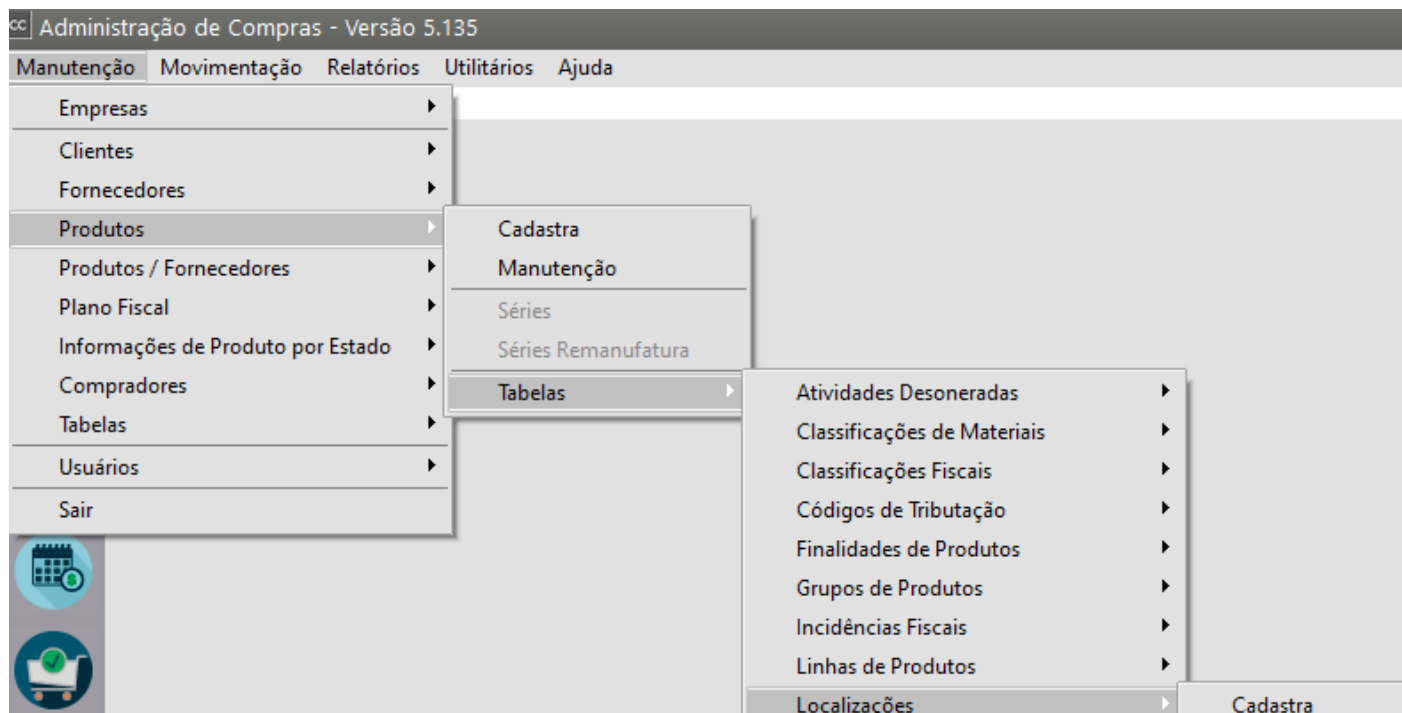 CC Administração de Compras - Versão 5.135
Manutenção Movimentação Relatórios Utilitários Ajuda
Empresas
Clientes
Fornecedores
Produtos
Produtos / Fornecedores
Plano Fiscal
Informações de Produto por Estado
Compradores
Tabelas
Usuários
Sair
Cadastra
Manutenção
Séries
Séries Remanufatura
Tabelas
Atividades Desoneradas
Classificações de Materiais
Classificações Fiscais
Códigos de Tributação
Finalidades de Produtos
Grupos de Produtos
Incidências Fiscais
Linhas de Produtos
Localizações
Cadastra